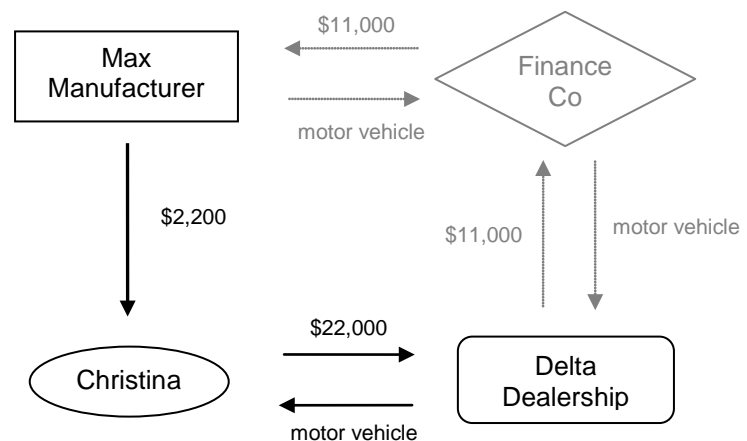 $11,000
Max
Manufacturer
Finance
Co
motor vehicle
$2,200
$11,000
motor vehicle
$22,000
Christina
Delta
Dealership
motor vehicle